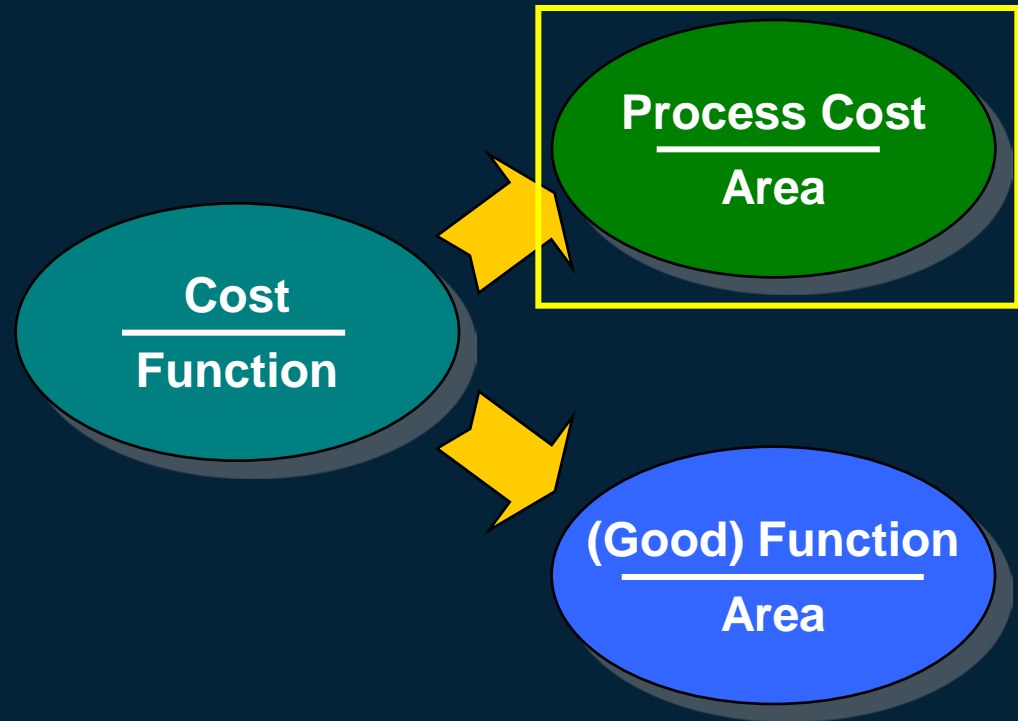 Process Cost
Area
Cost
Function
(Good) Function
Area